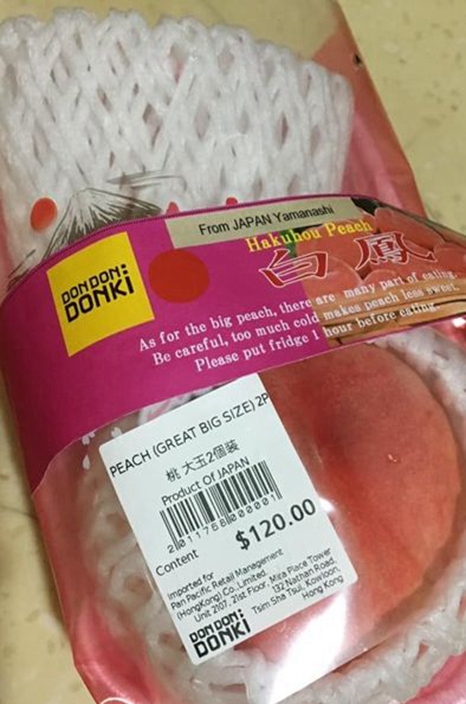 From JAPAN Yamanashi
Hakuhou Peach
白鳳
DON DON:
DONKi
As for the big peach, there are many part of eating.
Be careful, too much cold makes peach less sweet.
Please put fridge 1 hour before eating.
PEACH (GREAT BIG SIZE) 2P
桃 大玉2個装
Product Of JAPAN
2 011758 000001
Content
$120.00
Imported for
Pan Pacific Retail Management
(HongKong) Co., Limited.
Unit 2107, 21st Floor, Mira Place Tower
132 Nathan Road,
Tsim Sha Tsui, Kowloon,
Hong Kong
DON DON:
DONKi